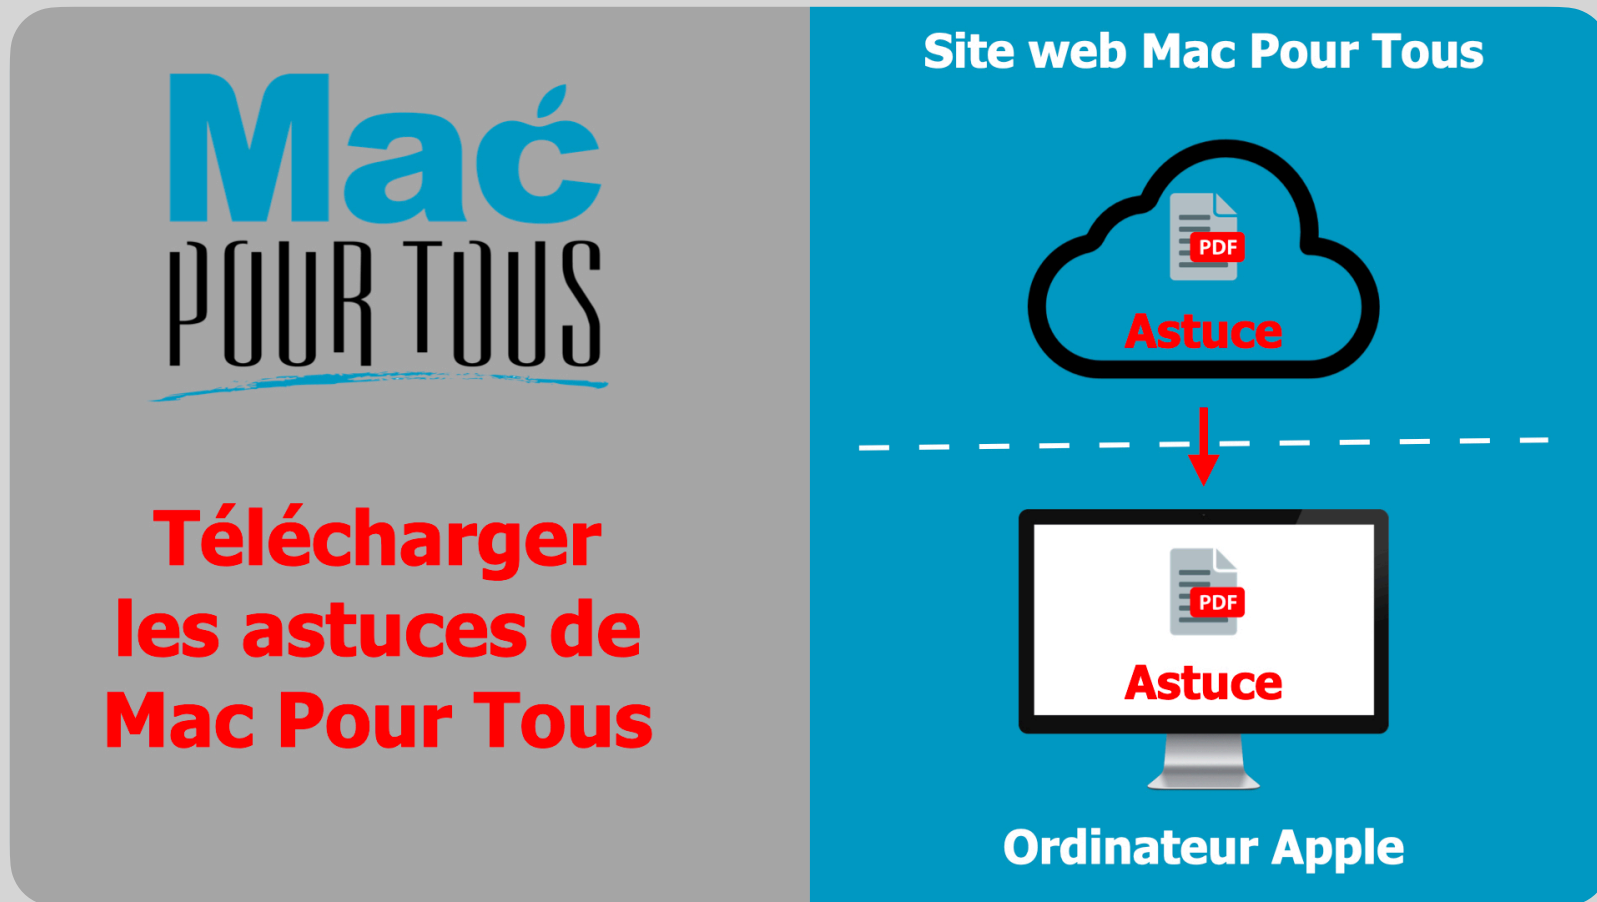 Mac
POUR TOUS
Télécharger
les astuces de
Mac Pour Tous
Site web Mac Pour Tous
PDF
Astuce
PDF
Astuce
Ordinateur Apple